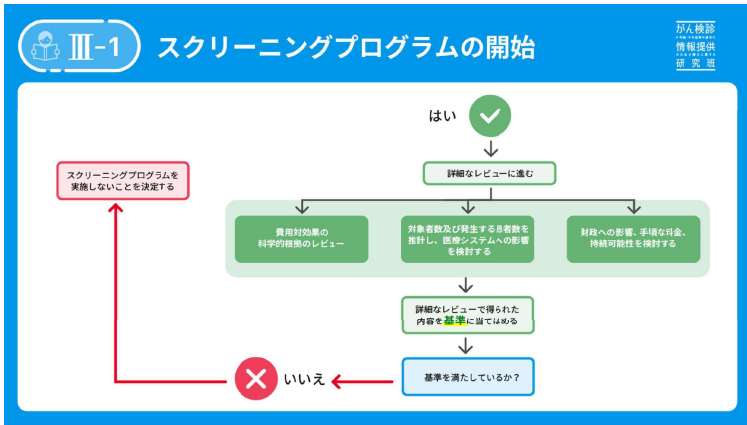 III-1
スクリーニングプログラムの開始
がん検診
情報提供
研究班
はい
詳細なレビューに進む
スクリーニングプログラムを
実施しないことを決定する
費用対効果の
科学的根拠のレビュー
対象者数及び発生する患者数を
推計し、医療システムへの影響
を検討する
財政への影響、手頃な料金、
持続可能性を検討する
詳細なレビューで得られた
内容を基準に当てはめる
いいえ
基準を満たしているか？